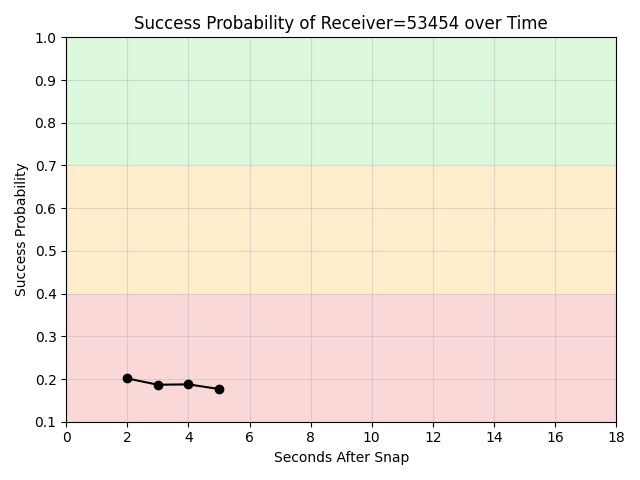 Success Probability of Receiver=53454 over Time
1.0
0.9
0.8
0.7
0.6
0.5
0.4
0.3
0.2
0.1
Success Probability
0 2 4 6 8 10 12 14 16 18
Seconds After Snap